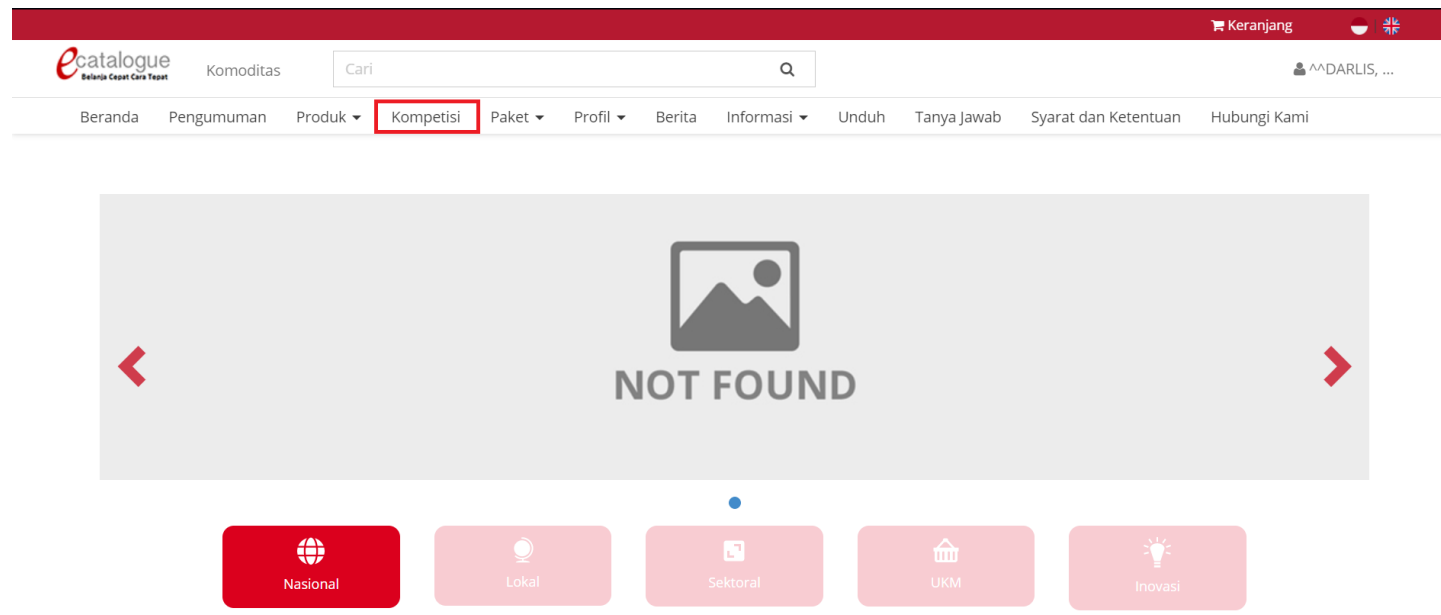 Keranjang
ecatalogue
Belanja Cepat Cara Tepat
Komoditas
Cari
^^DARLIS, ...
Beranda Pengumuman Produk Kompetisi Paket Profil Berita Informasi Unduh Tanya Jawab Syarat dan Ketentuan Hubungi Kami
NOT FOUND
Nasional Lokal Sektoral UKM Inovasi